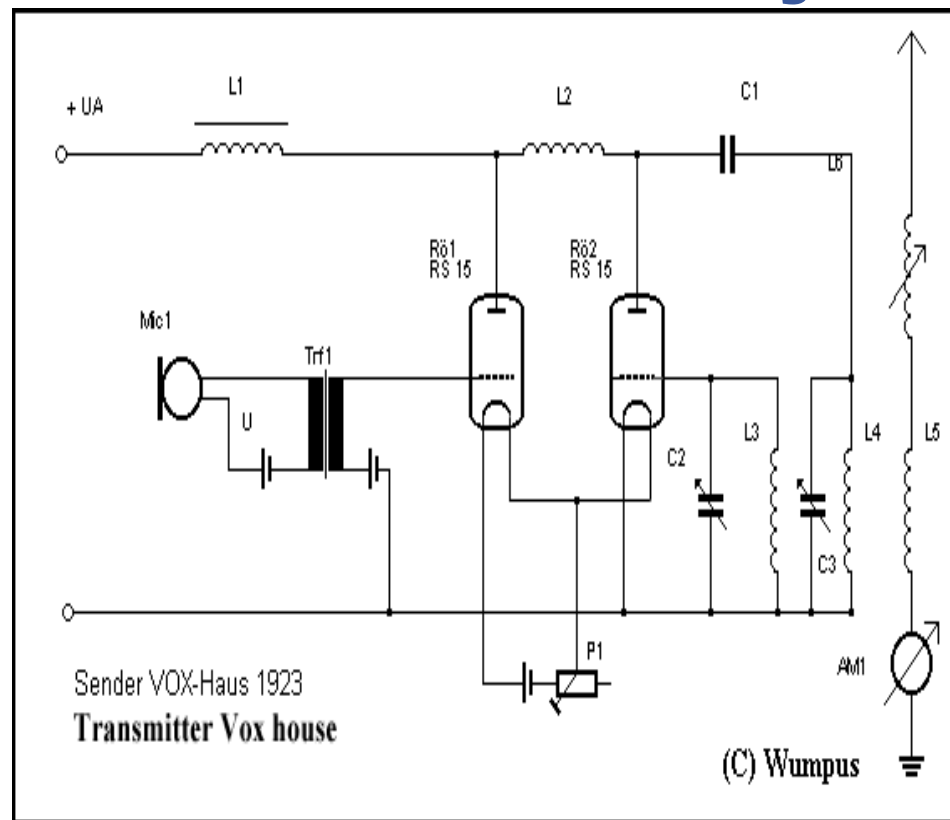 L1
L2
C1
+ UA
L6
Rö1
RS 15
Rö2
RS 15
Mic1
Trf1
U
C2
L3
C3
L4
L5
P1
AM1
Sender VOX-Haus 1923
Transmitter Vox house
(C) Wumpus